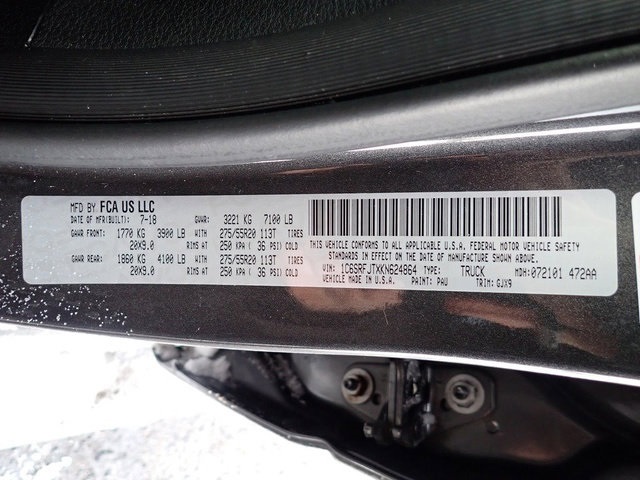 MFD BY FCA US LLC
DATE OF MFR(BUILT): 7-18 GVWR: 3221 KG 7100 LB
GAWR FRONT: 1770 KG 3900 LB WITH 275/55R20 113T TIRES
20X9.0 RIMS AT 250 KPA ( 36 PSI) COLD
GAWR REAR: 1860 KG 4100 LB WITH 275/55R20 113T TIRES
20X9.0 RIMS AT 250 KPA ( 36 PSI) COLD
THIS VEHICLE CONFORMS TO ALL APPLICABLE U.S.A. FEDERAL MOTOR VEHICLE SAFETY
STANDARDS IN EFFECT ON THE DATE OF MANUFACTURE SHOWN ABOVE.
VIN: 1C6SRFJTXKN624864 TYPE: TRUCK MDH: 072101 472AA
VEHICLE MADE IN U.S.A. PAINT: PAU TRIM: GJX9